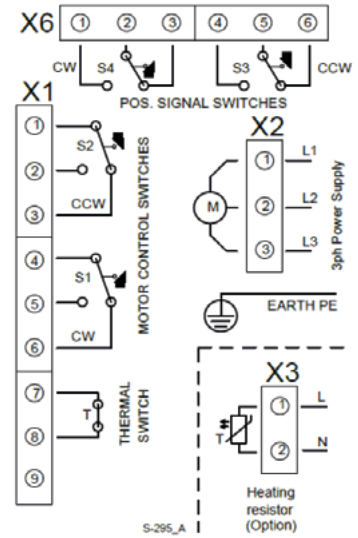 X6 1 2 3 4 5 6
CW S4 S3 CCW
POS. SIGNAL SWITCHES
X1
1
S2
2
CCW
3
4
S1
5
CW
6
MOTOR CONTROL SWITCHES
7
T
8
9
THERMAL
SWITCH
X2
1 L1
M 2 L2
3 L3
3ph Power Supply
EARTH PE
X3
1 L
T
2 N
Heating
resistor
(Option)
S-295_A